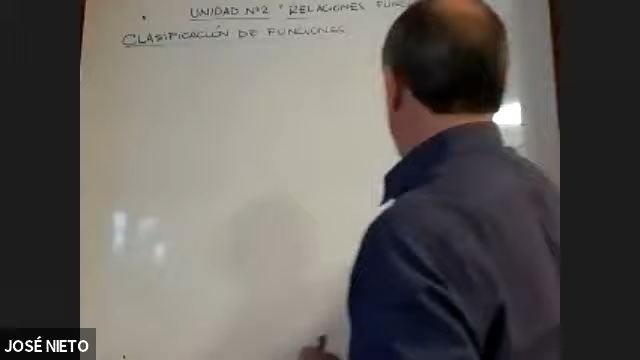 UNIDAD Nº2 " RELACIONES
CLASIFICACIÓN DE FUNCIONES
JOSÉ NIETO